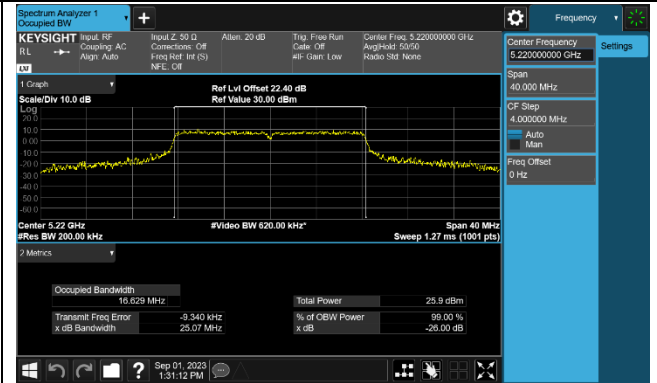 Spectrum Analyzer 1
Occupied BW
+
Frequency
KEYSIGHT
RL
LXI
Input: RF
Coupling: AC
Align: Auto
Input Z: 50 Ω
Corrections: Off
Freq Ref: Int (S)
NFE: Off
Atten: 20 dB
Trig: Free Run
Gate: Off
#IF Gain: Low
Center Freq: 5.220000000 GHz
Avg|Hold: 50/50
Radio Std: None
Center Frequency
5.220000000 GHz
Settings
Span
40.000 MHz
CF Step
4.000000 MHz
Auto
Man
Freq Offset
0 Hz
1 Graph
Scale/Div 10.0 dB
Ref Lvl Offset 22.40 dB
Ref Value 30.00 dBm
Log
20.0
10.0
0.00
-10.0
-20.0
-30.0
-40.0
-50.0
-60.0
Center 5.22 GHz
#Res BW 200.00 kHz
#Video BW 620.00 kHz*
Span 40 MHz
Sweep 1.27 ms (1001 pts)
2 Metrics
Occupied Bandwidth
16.629 MHz
Total Power 25.9 dBm
Transmit Freq Error -9.340 kHz
% of OBW Power 99.00 %
x dB Bandwidth 25.07 MHz
x dB -26.00 dB
?
Sep 01, 2023
1:31:12 PM